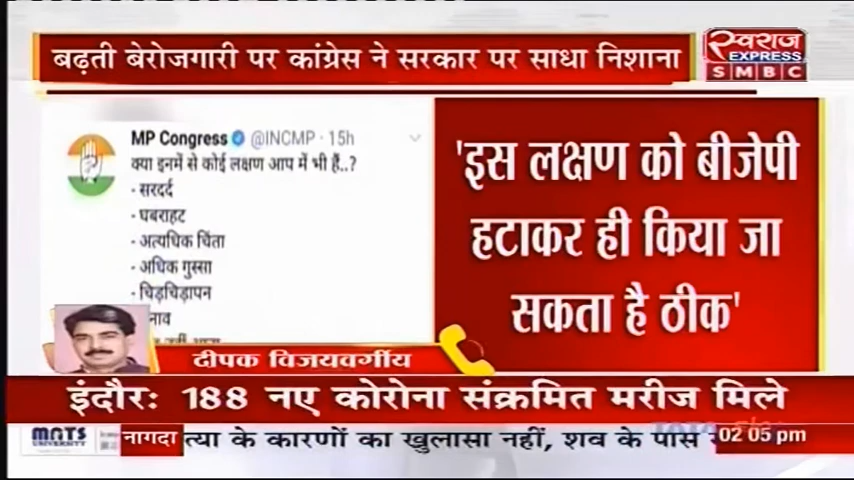 बढ़ती बेरोजगारी पर कांग्रेस ने सरकार पर साधा निशाना
स्वराज
EXPRESS
SMBC
MP Congress @INCMP · 15h
क्या इनमें से कोई लक्षण आप में भी हैं..?
- सरदर्द
- घबराहट
- अत्यधिक चिंता
- अधिक गुस्सा
- चिड़चिड़ापन
'इस लक्षण को बीजेपी
हटाकर ही किया जा
सकता है ठीक'
दीपक विजयवर्गीय
इंदौर: 188 नए कोरोना संक्रमित मरीज मिले
MATS
UNIVERSITY
नागदा
के कारणों का खुलासा नहीं, शव के पास
02 05 pm